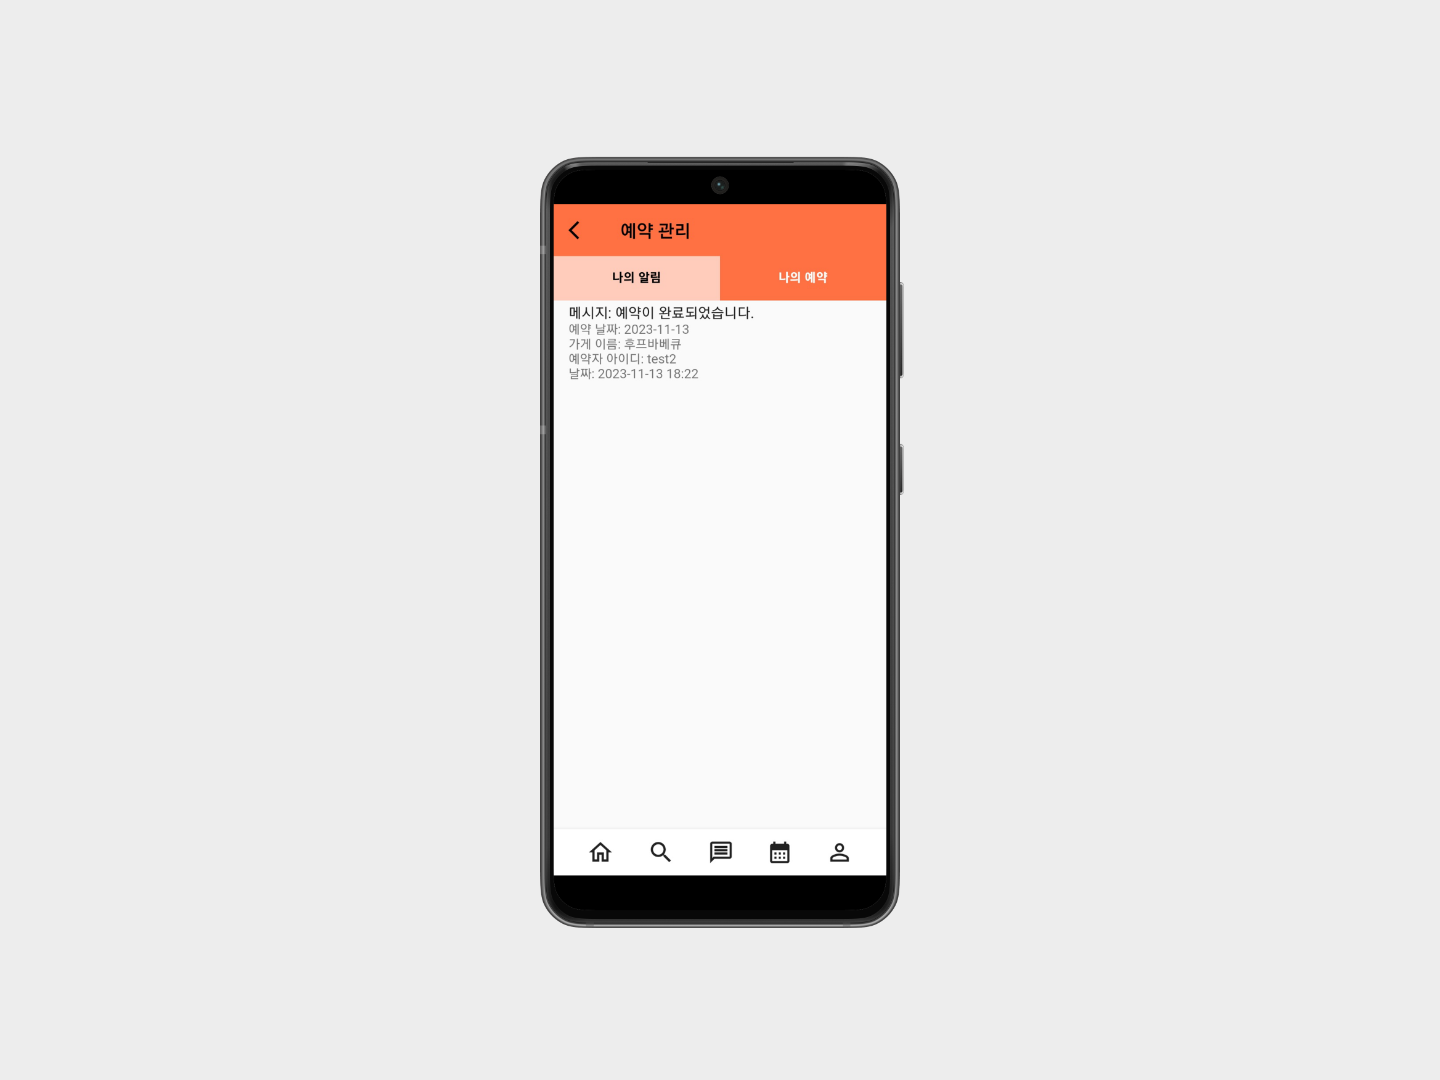 예약 관리
나의 알림
나의 예약
메시지: 예약이 완료되었습니다.
예약 날짜: 2023-11-13
가게 이름: 후프바베큐
예약자 아이디: test2
날짜: 2023-11-13 18:22